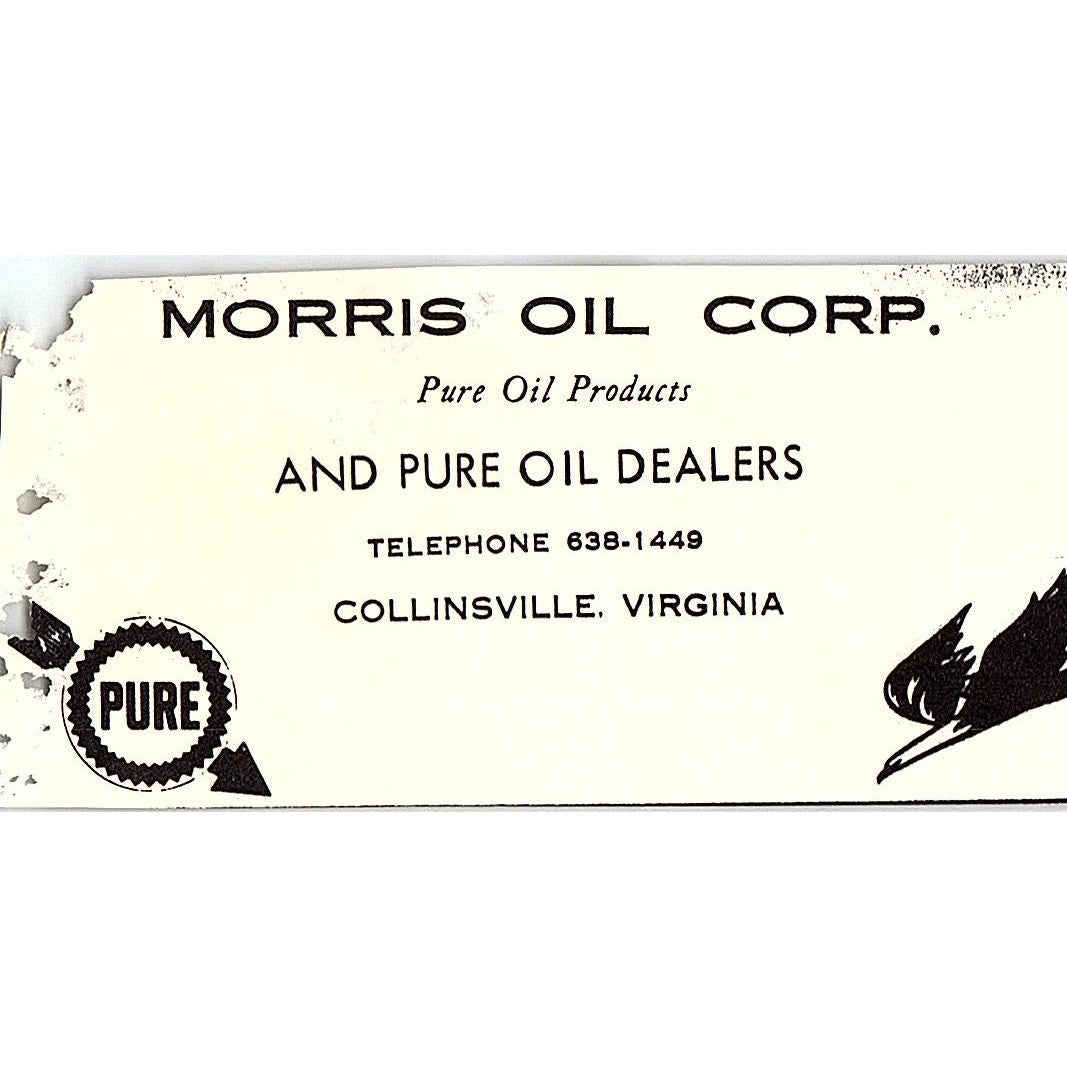 MORRIS OIL CORP.
Pure Oil Products
AND PURE OIL DEALERS
TELEPHONE 638-1449
COLLINSVILLE, VIRGINIA
PURE